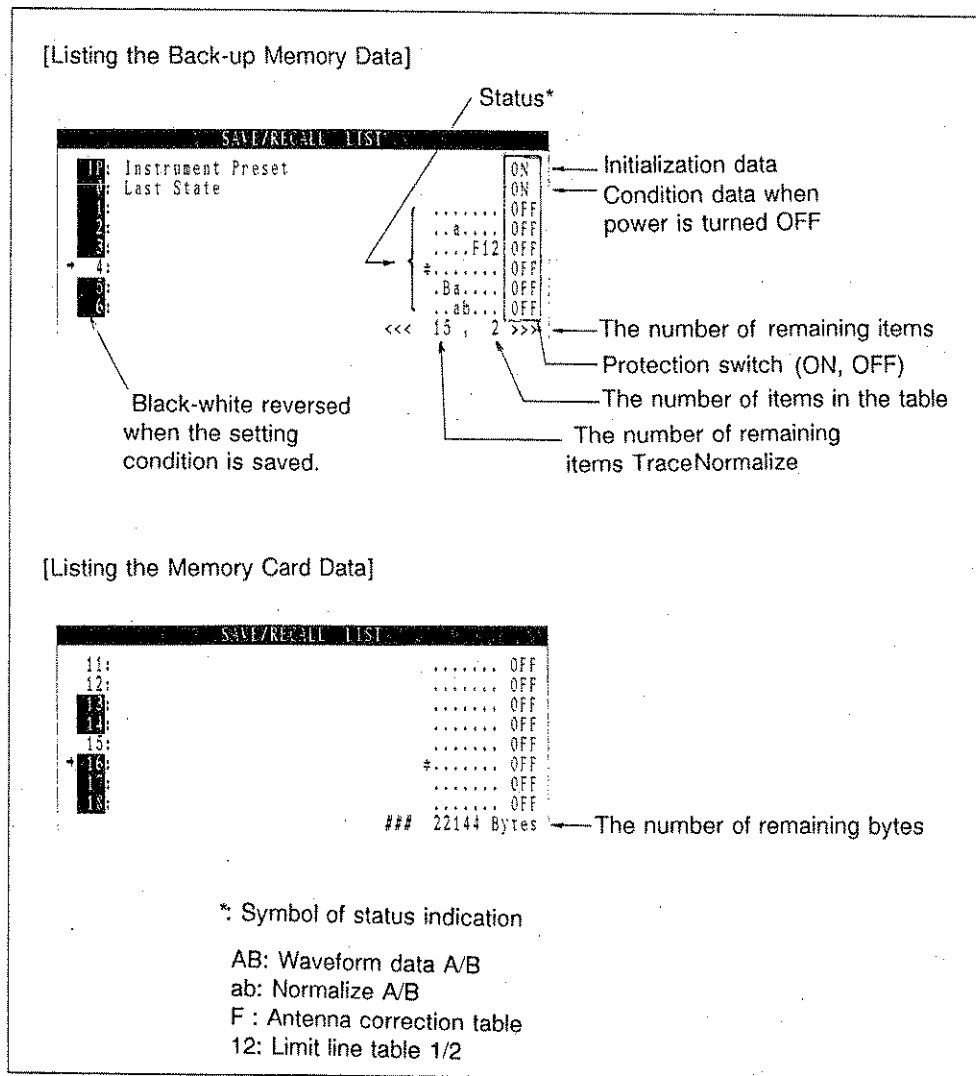 [Listing the Back-up Memory Data]
Status*
SAVE/RECALL LIST
IP: Instrument Preset ON
Last State ON
1: ....... OFF
2: ..a.... OFF
3: ....F12 OFF
4: *....... OFF
5: .Ba.... OFF
6: ..ab... OFF
<<< 15 , 2 >>>
Initialization data
Condition data when
power is turned OFF
The number of remaining items
Protection switch (ON, OFF)
The number of items in the table
The number of remaining
items TraceNormalize
Black-white reversed
when the setting
condition is saved.
[Listing the Memory Card Data]
SAVE/RECALL LIST
11: ....... OFF
12: ....... OFF
13: ....... OFF
14: ....... OFF
15: ....... OFF
16: *....... OFF
17: ....... OFF
18: ....... OFF
### 22144 Bytes
The number of remaining bytes
*: Symbol of status indication
AB: Waveform data A/B
ab: Normalize A/B
F : Antenna correction table
12: Limit line table 1/2